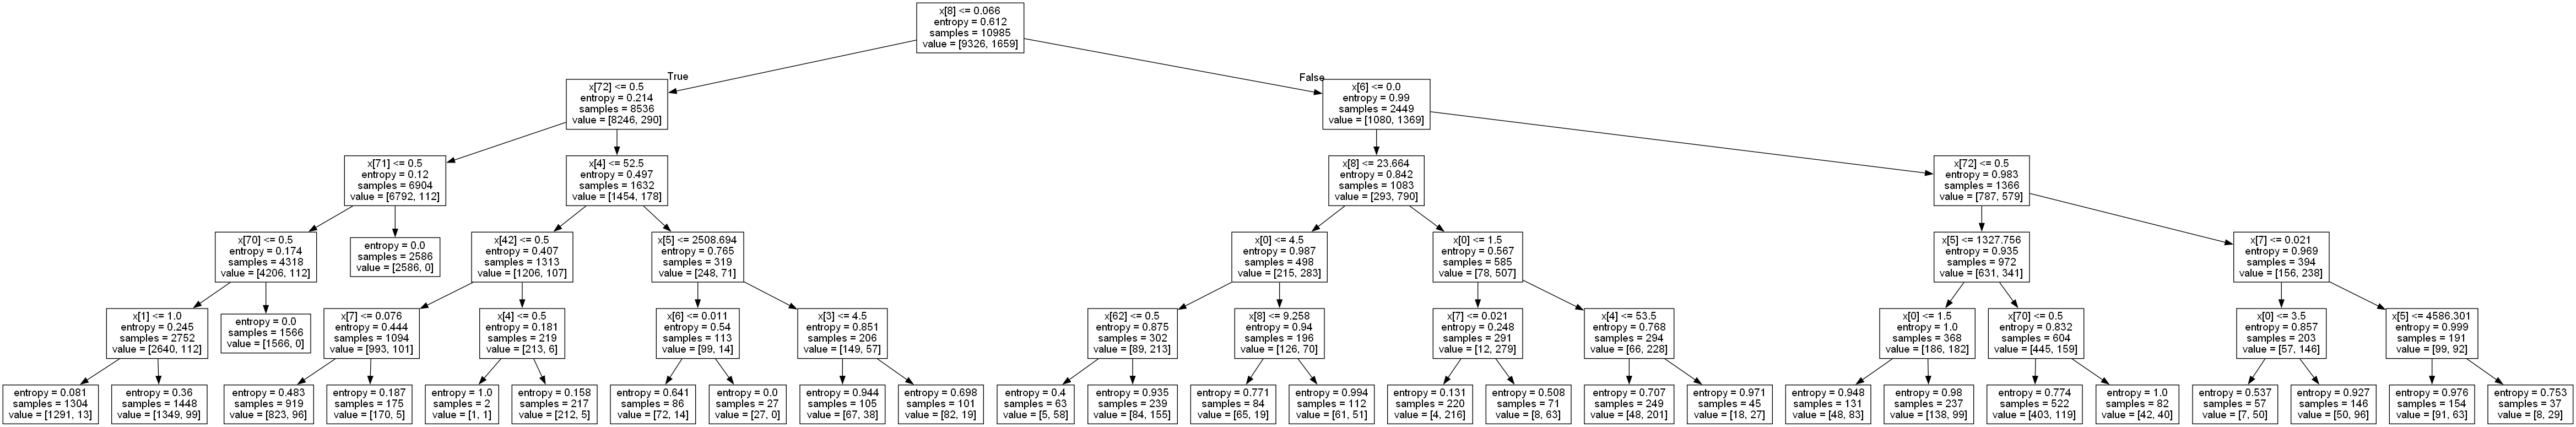 x[8] <= 0.066
entropy = 0.612
samples = 10985
value = [9326, 1659]
True
False
x[72] <= 0.5
entropy = 0.214
samples = 8536
value = [8246, 290]
x[6] <= 0.0
entropy = 0.99
samples = 2449
value = [1080, 1369]
x[71] <= 0.5
entropy = 0.12
samples = 6904
value = [6792, 112]
x[4] <= 52.5
entropy = 0.497
samples = 1632
value = [1454, 178]
x[8] <= 23.664
entropy = 0.842
samples = 1083
value = [293, 790]
x[72] <= 0.5
entropy = 0.983
samples = 1366
value = [787, 579]
x[70] <= 0.5
entropy = 0.174
samples = 4318
value = [4206, 112]
entropy = 0.0
samples = 2586
value = [2586, 0]
x[42] <= 0.5
entropy = 0.407
samples = 1313
value = [1206, 107]
x[5] <= 2508.694
entropy = 0.765
samples = 319
value = [248, 71]
x[0] <= 4.5
entropy = 0.987
samples = 498
value = [215, 283]
x[0] <= 1.5
entropy = 0.567
samples = 585
value = [78, 507]
x[5] <= 1327.756
entropy = 0.935
samples = 972
value = [631, 341]
x[7] <= 0.021
entropy = 0.969
samples = 394
value = [156, 238]
x[1] <= 1.0
entropy = 0.245
samples = 2752
value = [2640, 112]
entropy = 0.0
samples = 1566
value = [1566, 0]
x[7] <= 0.076
entropy = 0.444
samples = 1094
value = [993, 101]
x[4] <= 0.5
entropy = 0.181
samples = 219
value = [213, 6]
x[6] <= 0.011
entropy = 0.54
samples = 113
value = [99, 14]
x[3] <= 4.5
entropy = 0.851
samples = 206
value = [149, 57]
x[62] <= 0.5
entropy = 0.875
samples = 302
value = [89, 213]
x[8] <= 9.258
entropy = 0.94
samples = 196
value = [126, 70]
x[7] <= 0.021
entropy = 0.248
samples = 291
value = [12, 279]
x[4] <= 53.5
entropy = 0.768
samples = 294
value = [66, 228]
x[0] <= 1.5
entropy = 1.0
samples = 368
value = [186, 182]
x[70] <= 0.5
entropy = 0.832
samples = 604
value = [445, 159]
x[0] <= 3.5
entropy = 0.857
samples = 203
value = [57, 146]
x[5] <= 4586.301
entropy = 0.999
samples = 191
value = [99, 92]
entropy = 0.081
samples = 1304
value = [1291, 13]
entropy = 0.36
samples = 1448
value = [1349, 99]
entropy = 0.483
samples = 919
value = [823, 96]
entropy = 0.187
samples = 175
value = [170, 5]
entropy = 1.0
samples = 2
value = [1, 1]
entropy = 0.158
samples = 217
value = [212, 5]
entropy = 0.641
samples = 86
value = [72, 14]
entropy = 0.0
samples = 27
value = [27, 0]
entropy = 0.944
samples = 105
value = [67, 38]
entropy = 0.698
samples = 101
value = [82, 19]
entropy = 0.4
samples = 63
value = [5, 58]
entropy = 0.935
samples = 239
value = [84, 155]
entropy = 0.771
samples = 84
value = [65, 19]
entropy = 0.994
samples = 112
value = [61, 51]
entropy = 0.131
samples = 220
value = [4, 216]
entropy = 0.508
samples = 71
value = [8, 63]
entropy = 0.707
samples = 249
value = [48, 201]
entropy = 0.971
samples = 45
value = [18, 27]
entropy = 0.948
samples = 131
value = [48, 83]
entropy = 0.98
samples = 237
value = [138, 99]
entropy = 0.774
samples = 522
value = [403, 119]
entropy = 1.0
samples = 82
value = [42, 40]
entropy = 0.537
samples = 57
value = [7, 50]
entropy = 0.927
samples = 146
value = [50, 96]
entropy = 0.976
samples = 154
value = [91, 63]
entropy = 0.753
samples = 37
value = [8, 29]